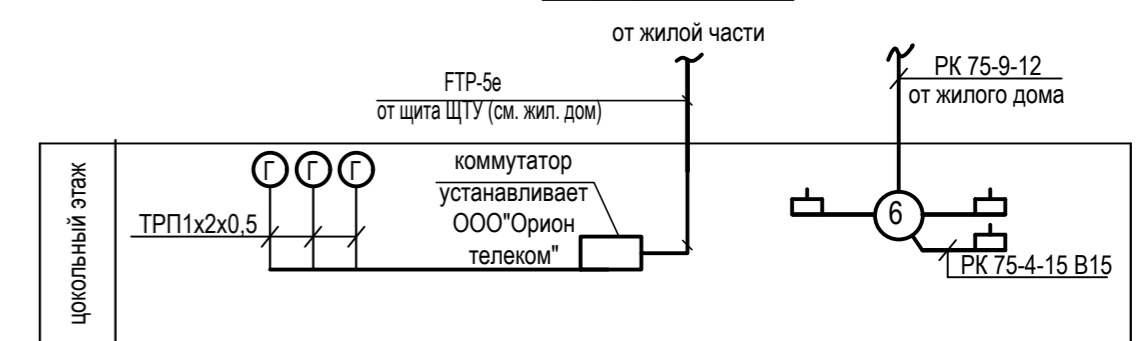 от жилой части
FTP-5e
от щита ЩТУ (см. жил. дом)
РК 75-9-12
от жилого дома
цокольный этаж
Г Г Г
ТРП1х2х0,5
коммутатор
устанавливает
ООО"Орион
телеком"
6
РК 75-4-15 В15